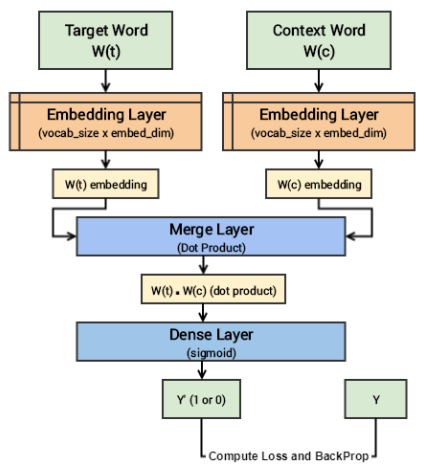 Target Word
W(t)
Context Word
W(c)
Embedding Layer
(vocab_size x embed_dim)
Embedding Layer
(vocab_size x embed_dim)
W(t) embedding
W(c) embedding
Merge Layer
(Dot Product)
W(t) . W(c) (dot product)
Dense Layer
(sigmoid)
Y' (1 or 0)
Y
Compute Loss and BackProp